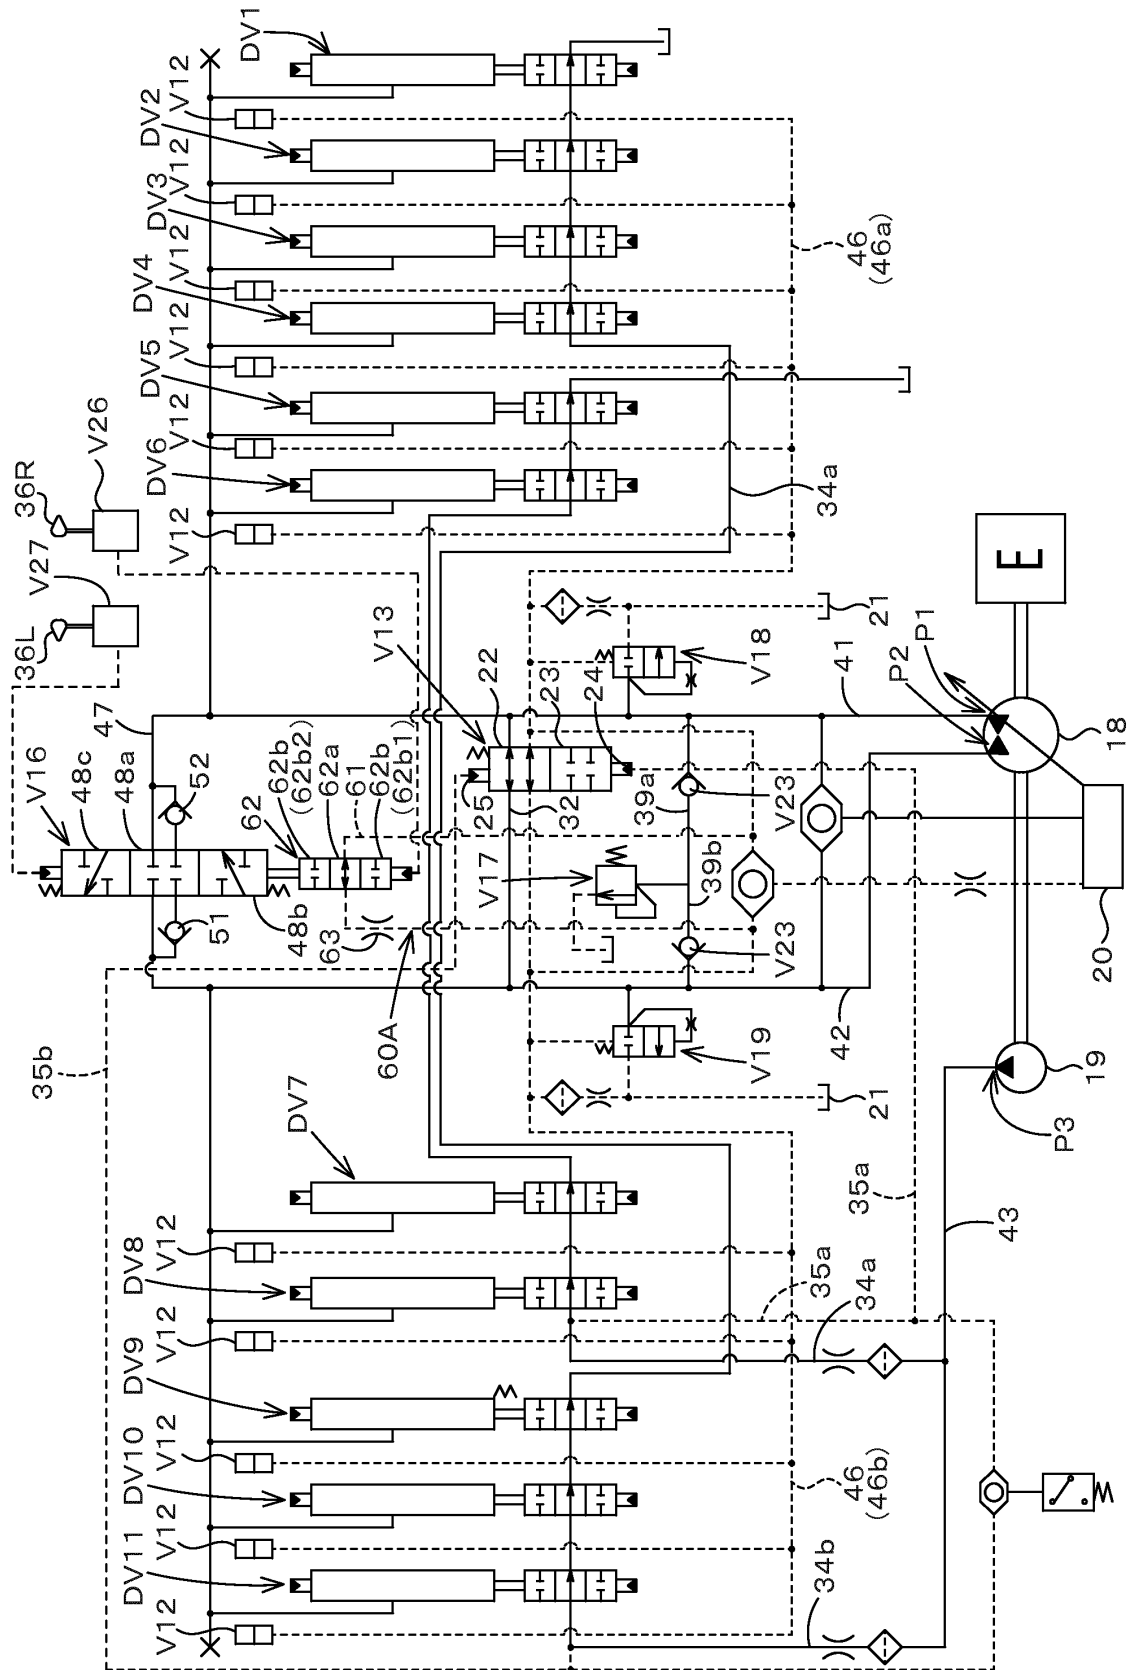 DV1
V12
DV2
V12
DV3
V12
DV4
V12
DV5
V12
DV6
V12
46
(46a)
34a
36R
V26
V27
36L
V13
22
23
24
25
32
V18
21
41
P1
P2
E
18
47
V16
48c
48a
52
62
62b
(62b2)
62a
62b
(62b1)
61
48b
51
63
60A
V17
39a
39b
V23
V23
20
42
19
P3
43
V19
21
35b
35a
35a
34a
DV7
V12
DV8
V12
DV9
V12
DV10
V12
DV11
V12
46
(46b)
34b